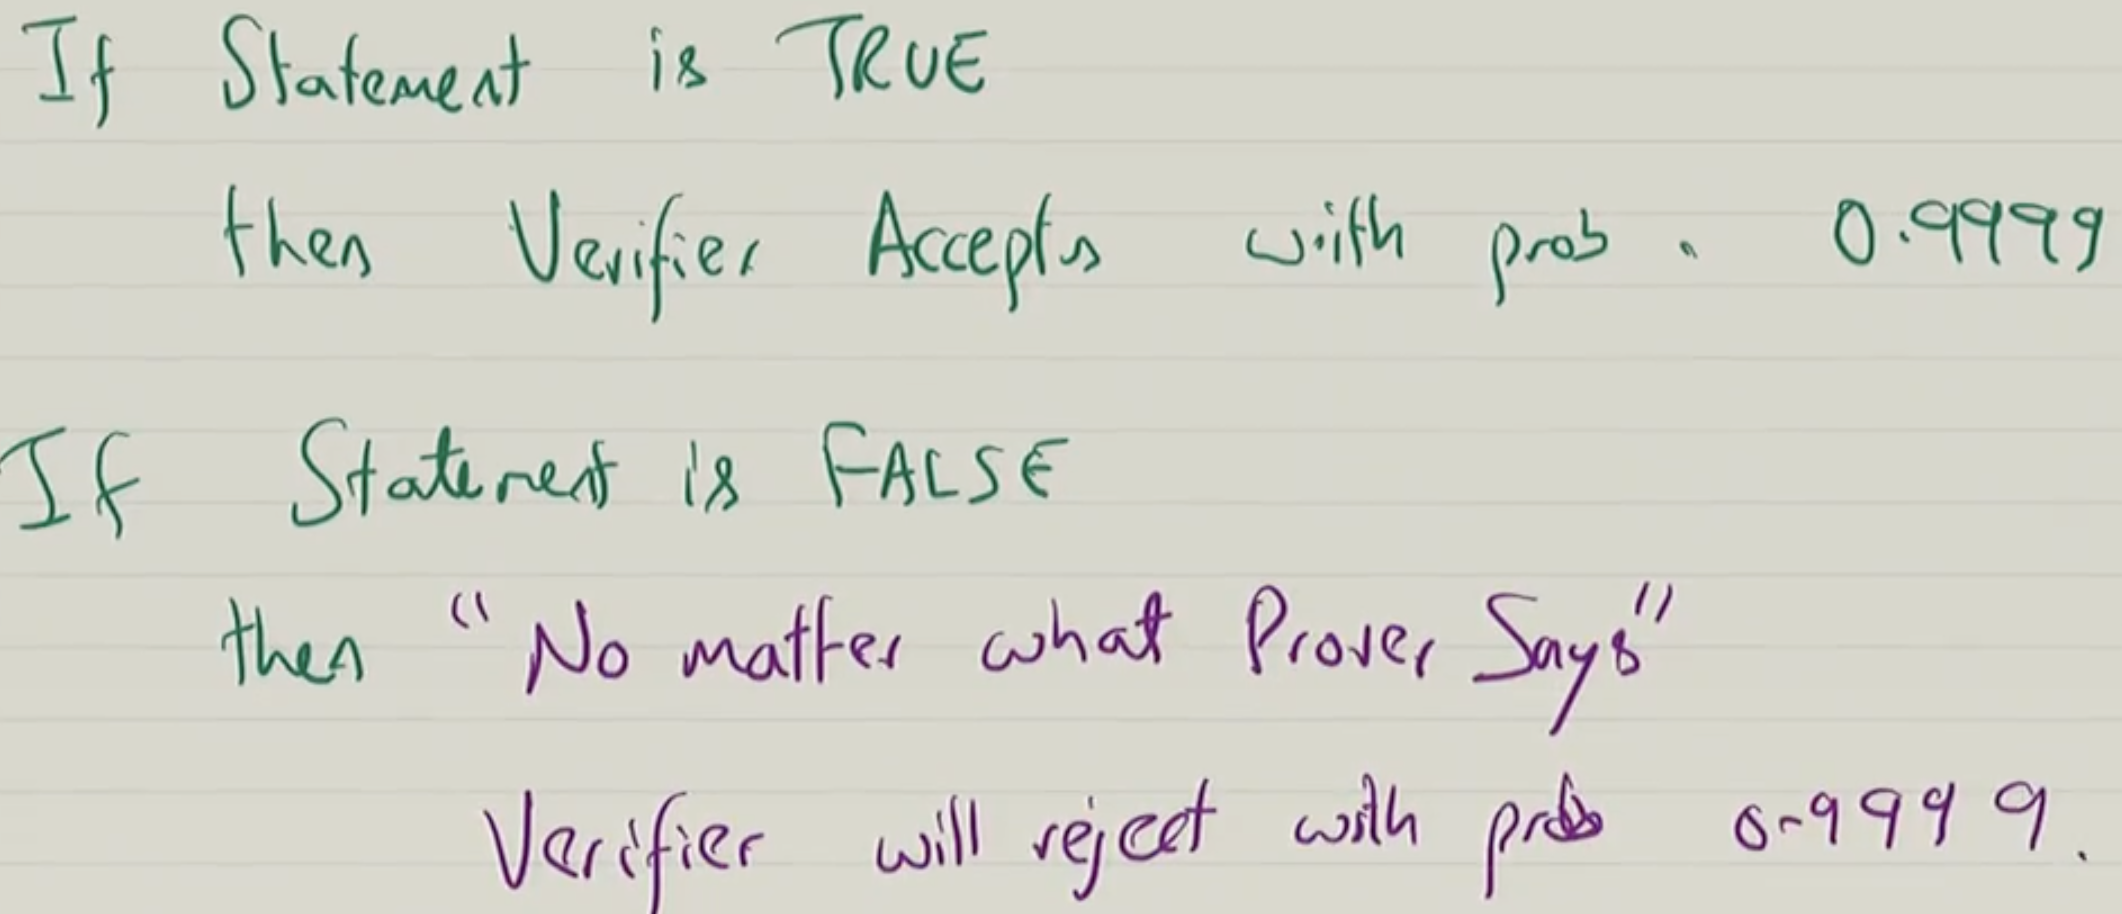 If Statement is TRUE
then Verifier Accepts with prob. 0.9999
If Statement is FALSE
then "No matter what Prover Says"
Verifier will reject with prob 0.9999.